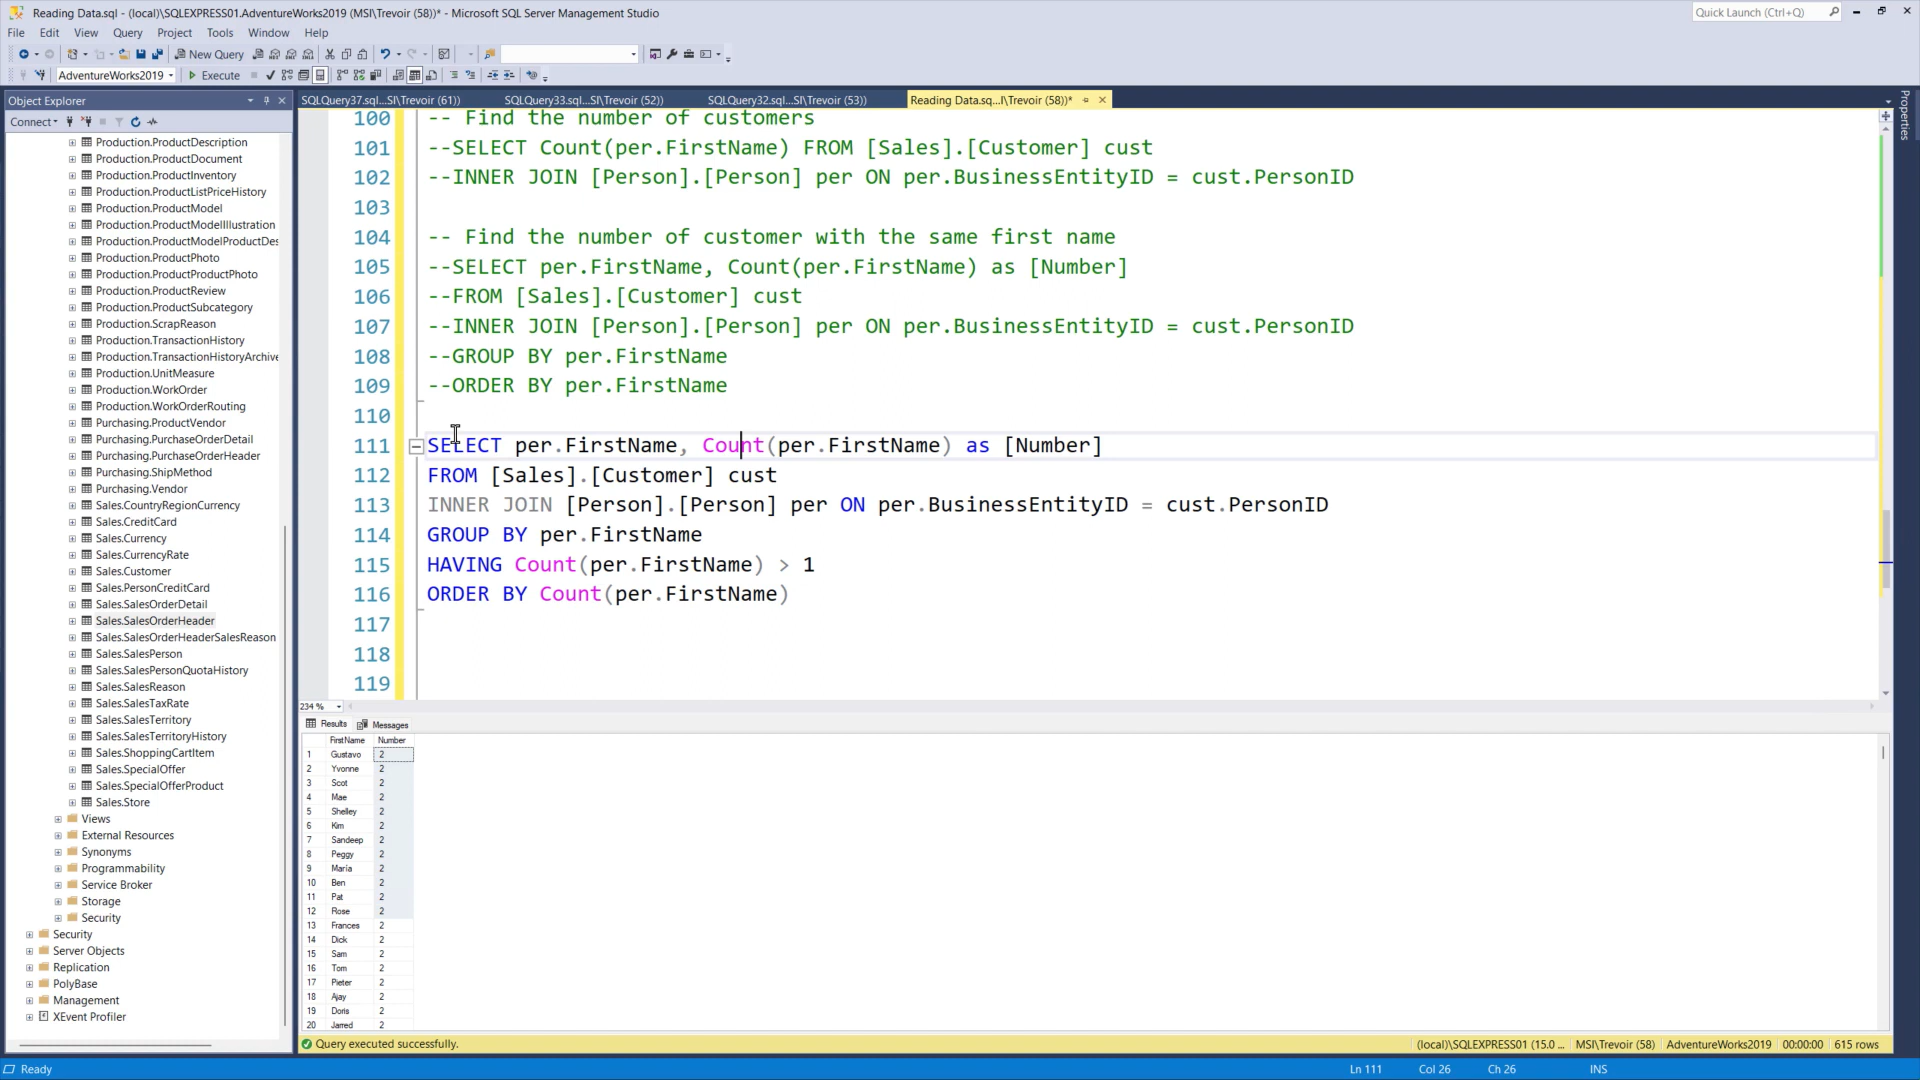 Reading Data.sql - (local)\SQLEXPRESS01.AdventureWorks2019 (MSI\Trevoir (58))* - Microsoft SQL Server Management Studio
Quick Launch (Ctrl+Q)
File Edit View Query Project Tools Window Help
New Query
AdventureWorks2019 Execute
Object Explorer
SQLQuery37.sql...SI\Trevoir (61)) SQLQuery33.sql...SI\Trevoir (52)) SQLQuery32.sql...SI\Trevoir (53)) Reading Data.sq...I\Trevoir (58))*
Properties
Connect
Production.ProductDescription
Production.ProductDocument
Production.ProductInventory
Production.ProductListPriceHistory
Production.ProductModel
Production.ProductModelIllustration
Production.ProductModelProductDes
Production.ProductPhoto
Production.ProductProductPhoto
Production.ProductReview
Production.ProductSubcategory
Production.ScrapReason
Production.TransactionHistory
Production.TransactionHistoryArchive
Production.UnitMeasure
Production.WorkOrder
Production.WorkOrderRouting
Purchasing.ProductVendor
Purchasing.PurchaseOrderDetail
Purchasing.PurchaseOrderHeader
Purchasing.ShipMethod
Purchasing.Vendor
Sales.CountryRegionCurrency
Sales.CreditCard
Sales.Currency
Sales.CurrencyRate
Sales.Customer
Sales.PersonCreditCard
Sales.SalesOrderDetail
Sales.SalesOrderHeader
Sales.SalesOrderHeaderSalesReason
Sales.SalesPerson
Sales.SalesPersonQuotaHistory
Sales.SalesReason
Sales.SalesTaxRate
Sales.SalesTerritory
Sales.SalesTerritoryHistory
Sales.ShoppingCartItem
Sales.SpecialOffer
Sales.SpecialOfferProduct
Sales.Store
Views
External Resources
Synonyms
Programmability
Service Broker
Storage
Security
Security
Server Objects
Replication
PolyBase
Management
XEvent Profiler
100 -- Find the number of customers
101 --SELECT Count(per.FirstName) FROM [Sales].[Customer] cust
102 --INNER JOIN [Person].[Person] per ON per.BusinessEntityID = cust.PersonID
103
104 -- Find the number of customer with the same first name
105 --SELECT per.FirstName, Count(per.FirstName) as [Number]
106 --FROM [Sales].[Customer] cust
107 --INNER JOIN [Person].[Person] per ON per.BusinessEntityID = cust.PersonID
108 --GROUP BY per.FirstName
109 --ORDER BY per.FirstName
110
111 SELECT per.FirstName, Count(per.FirstName) as [Number]
112 FROM [Sales].[Customer] cust
113 INNER JOIN [Person].[Person] per ON per.BusinessEntityID = cust.PersonID
114 GROUP BY per.FirstName
115 HAVING Count(per.FirstName) > 1
116 ORDER BY Count(per.FirstName)
117
118
119
234 %
Results Messages
FirstName Number
1 Gustavo 2
2 Yvonne 2
3 Scot 2
4 Mae 2
5 Shelley 2
6 Kim 2
7 Sandeep 2
8 Peggy 2
9 María 2
10 Ben 2
11 Pat 2
12 Rose 2
13 Frances 2
14 Dick 2
15 Sam 2
16 Tom 2
17 Pieter 2
18 Ajay 2
19 Doris 2
20 Jarred 2
Query executed successfully. (local)\SQLEXPRESS01 (15.0 ... MSI\Trevoir (58) AdventureWorks2019 00:00:00 615 rows
Ready Ln 111 Col 26 Ch 26 INS